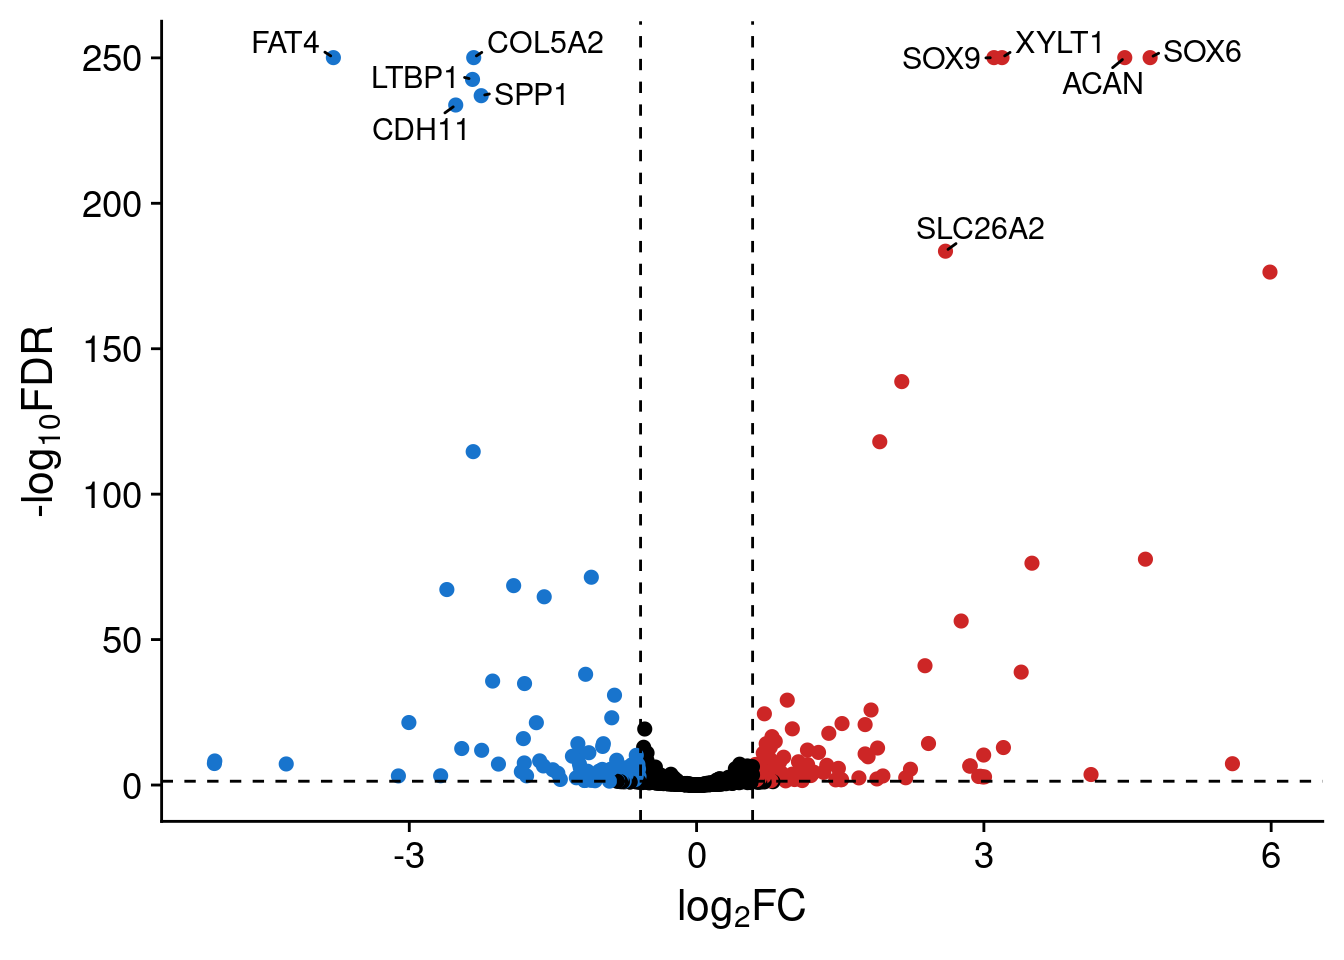 FAT4
COL5A2
LTBP1
SPP1
CDH11
SOX9
XYLT1
ACAN
SOX6
SLC26A2
250
200
150
100
50
0
-log10FDR
-3
0
3
6
log2FC